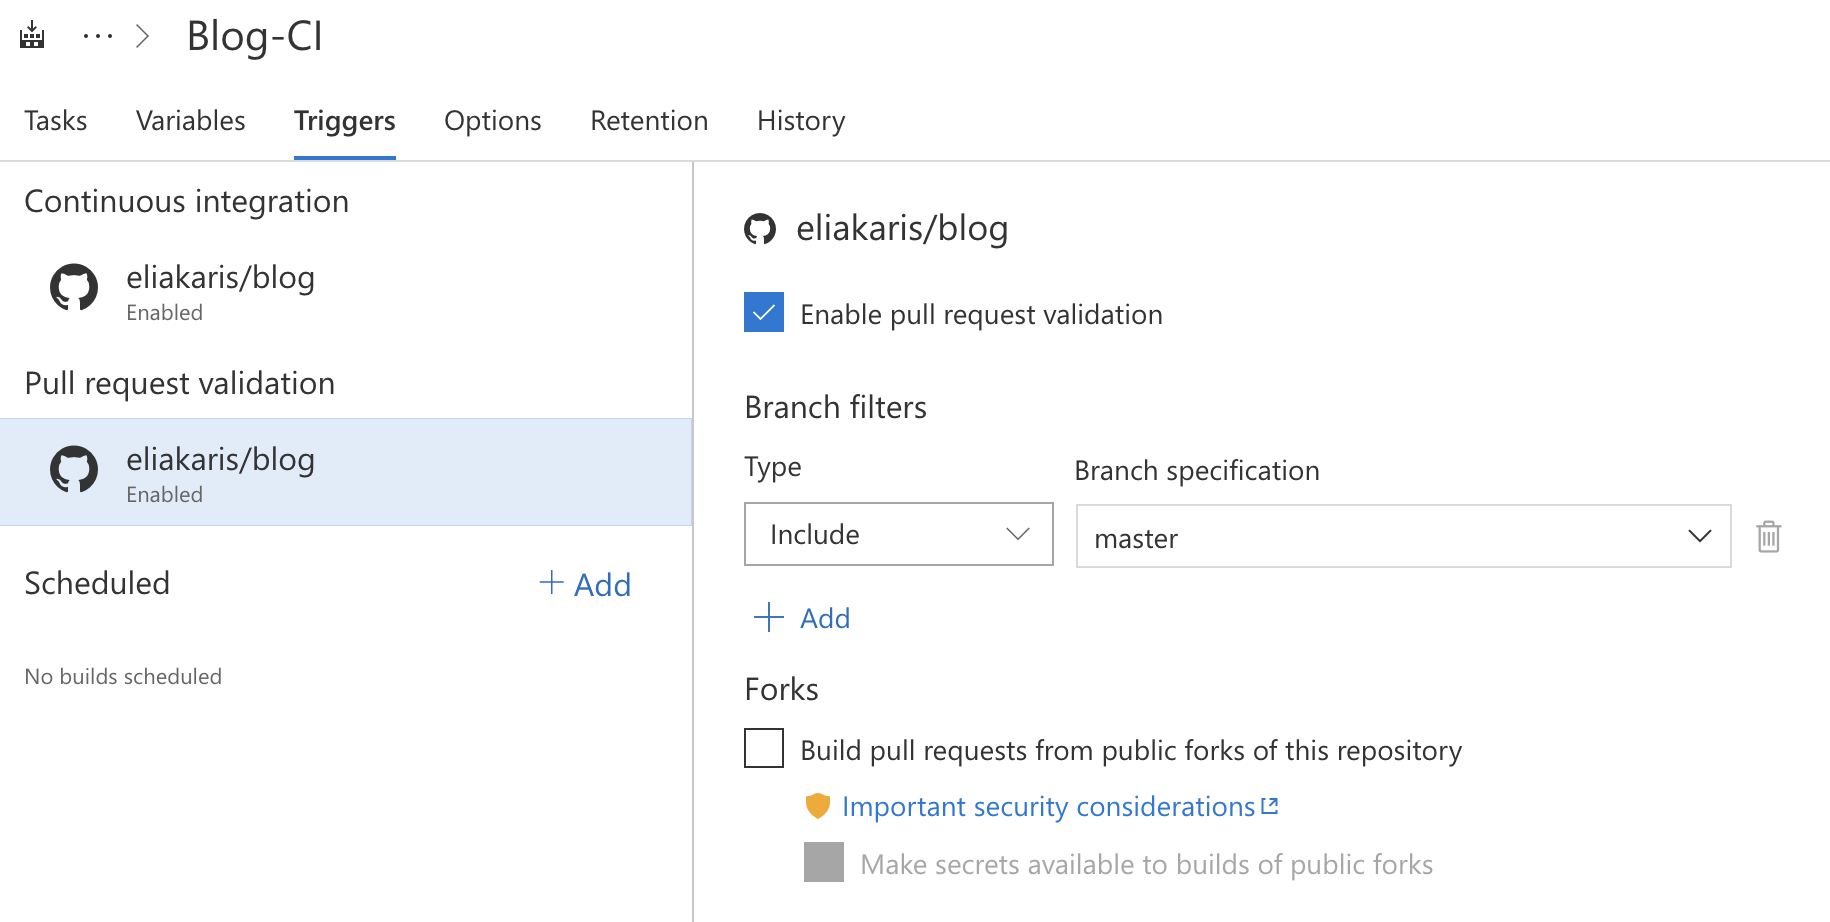 ··· > Blog-CI
Tasks Variables Triggers Options Retention History
Continuous integration
eliakaris/blog
Enabled
Pull request validation
eliakaris/blog
Enabled
Scheduled + Add
No builds scheduled
eliakaris/blog
Enable pull request validation
Branch filters
Type Branch specification
Include master
+ Add
Forks
Build pull requests from public forks of this repository
Important security considerations
Make secrets available to builds of public forks